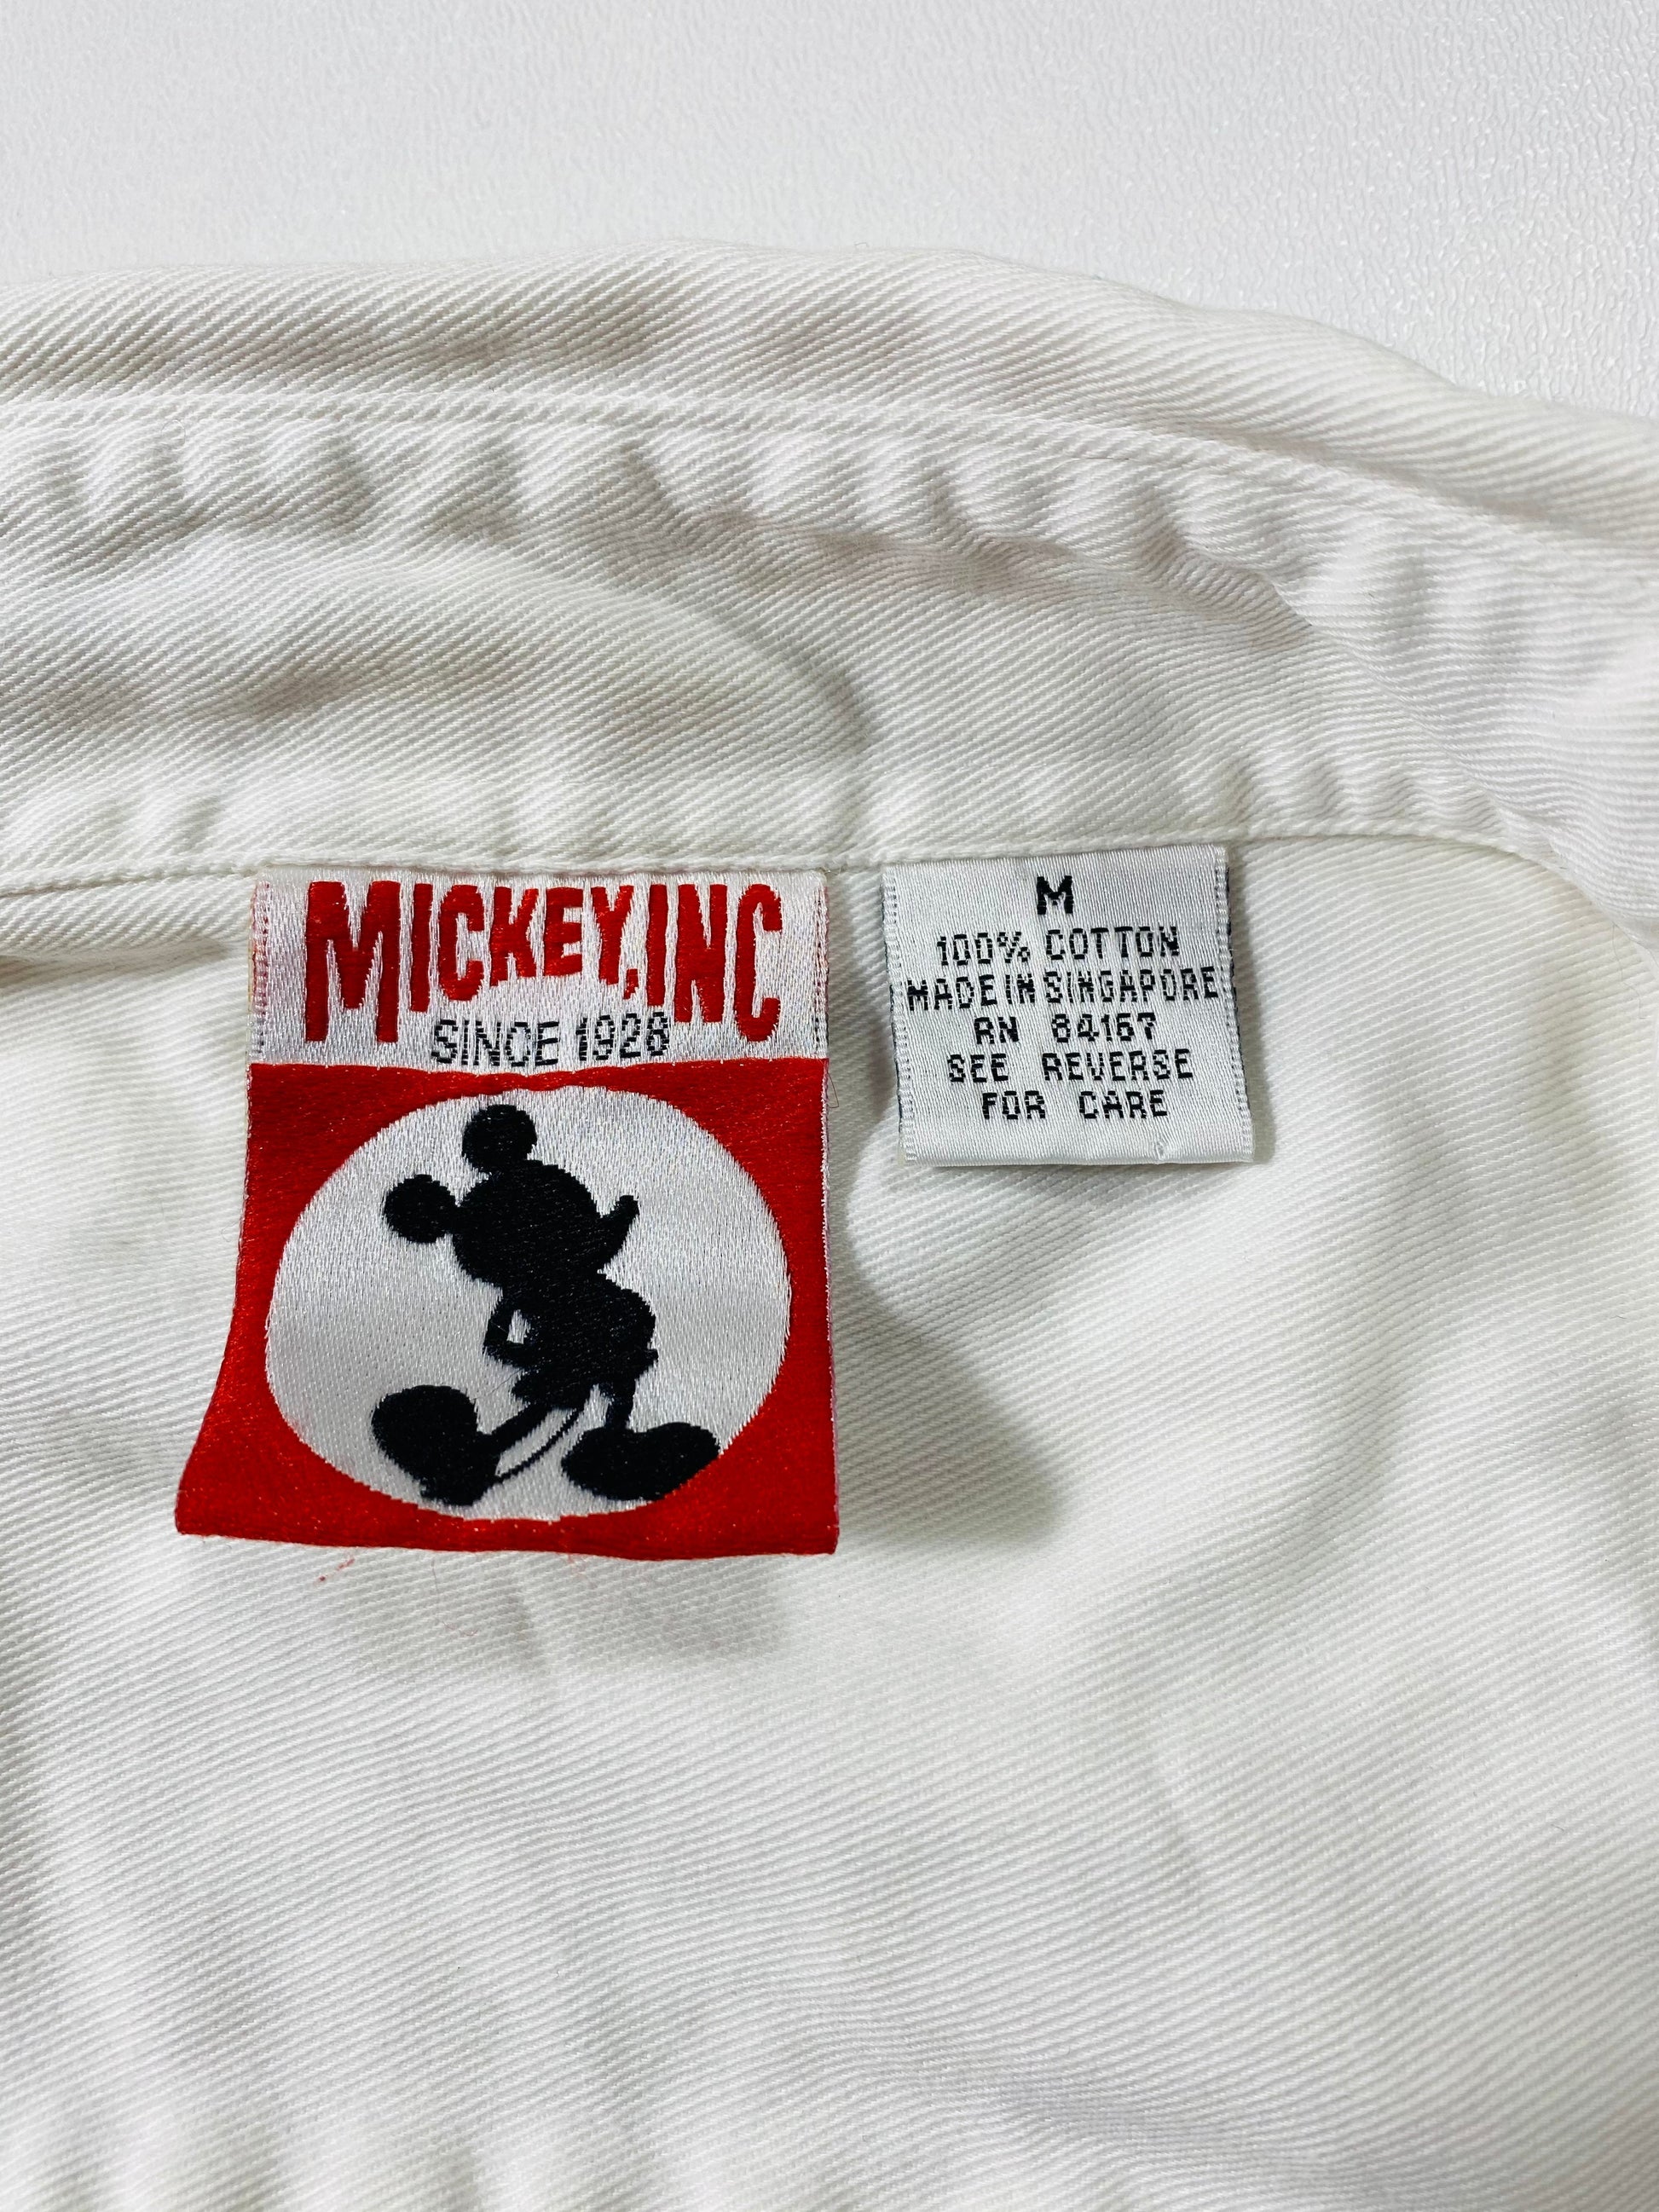 MICKEY, INC
SINCE 1928
M
100% COTTON
MADE IN SINGAPORE
RN 84167
SEE REVERSE
FOR CARE